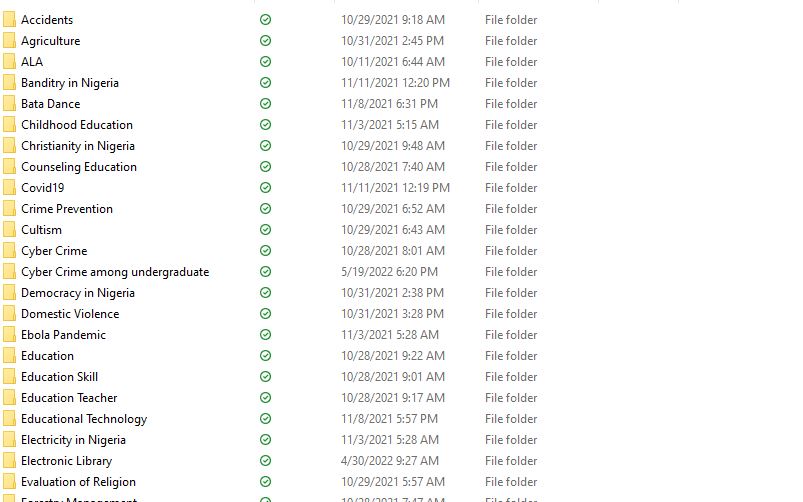 Accidents 10/29/2021 9:18 AM File folder
Agriculture 10/31/2021 2:45 PM File folder
ALA 10/11/2021 6:44 AM File folder
Banditry in Nigeria 11/11/2021 12:20 PM File folder
Bata Dance 11/8/2021 6:31 PM File folder
Childhood Education 11/3/2021 5:15 AM File folder
Christianity in Nigeria 10/29/2021 9:48 AM File folder
Counseling Education 10/28/2021 7:40 AM File folder
Covid19 11/11/2021 12:19 PM File folder
Crime Prevention 10/29/2021 6:52 AM File folder
Cultism 10/29/2021 6:43 AM File folder
Cyber Crime 10/28/2021 8:01 AM File folder
Cyber Crime among undergraduate 5/19/2022 6:20 PM File folder
Democracy in Nigeria 10/31/2021 2:38 PM File folder
Domestic Violence 10/31/2021 3:28 PM File folder
Ebola Pandemic 11/3/2021 5:28 AM File folder
Education 10/28/2021 9:22 AM File folder
Education Skill 10/28/2021 9:01 AM File folder
Education Teacher 10/28/2021 9:17 AM File folder
Educational Technology 11/8/2021 5:57 PM File folder
Electricity in Nigeria 11/3/2021 5:28 AM File folder
Electronic Library 4/30/2022 9:27 AM File folder
Evaluation of Religion 10/29/2021 5:57 AM File folder
Forestry Management 10/28/2021 7:47 AM File folder